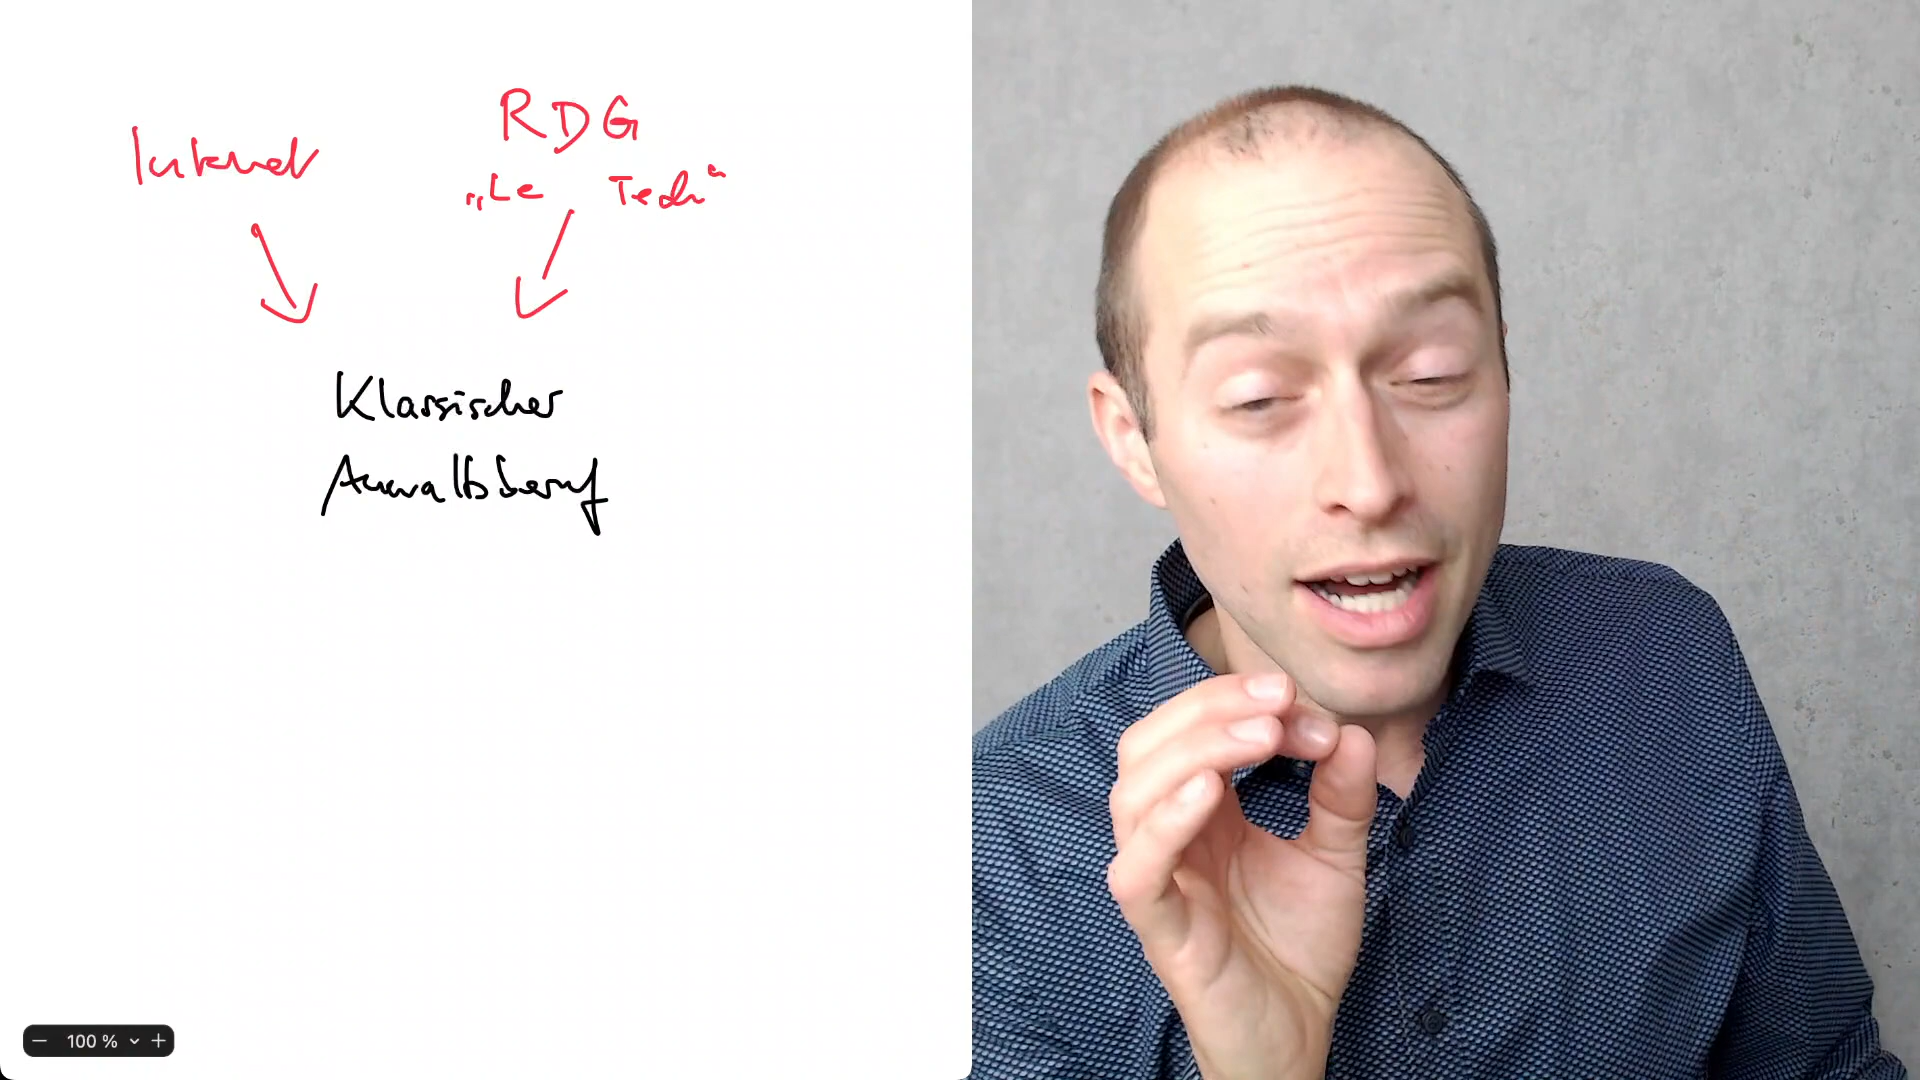 Internet
RDG
„Le Tech“
Klassischer
Anwaltsberuf
100 %